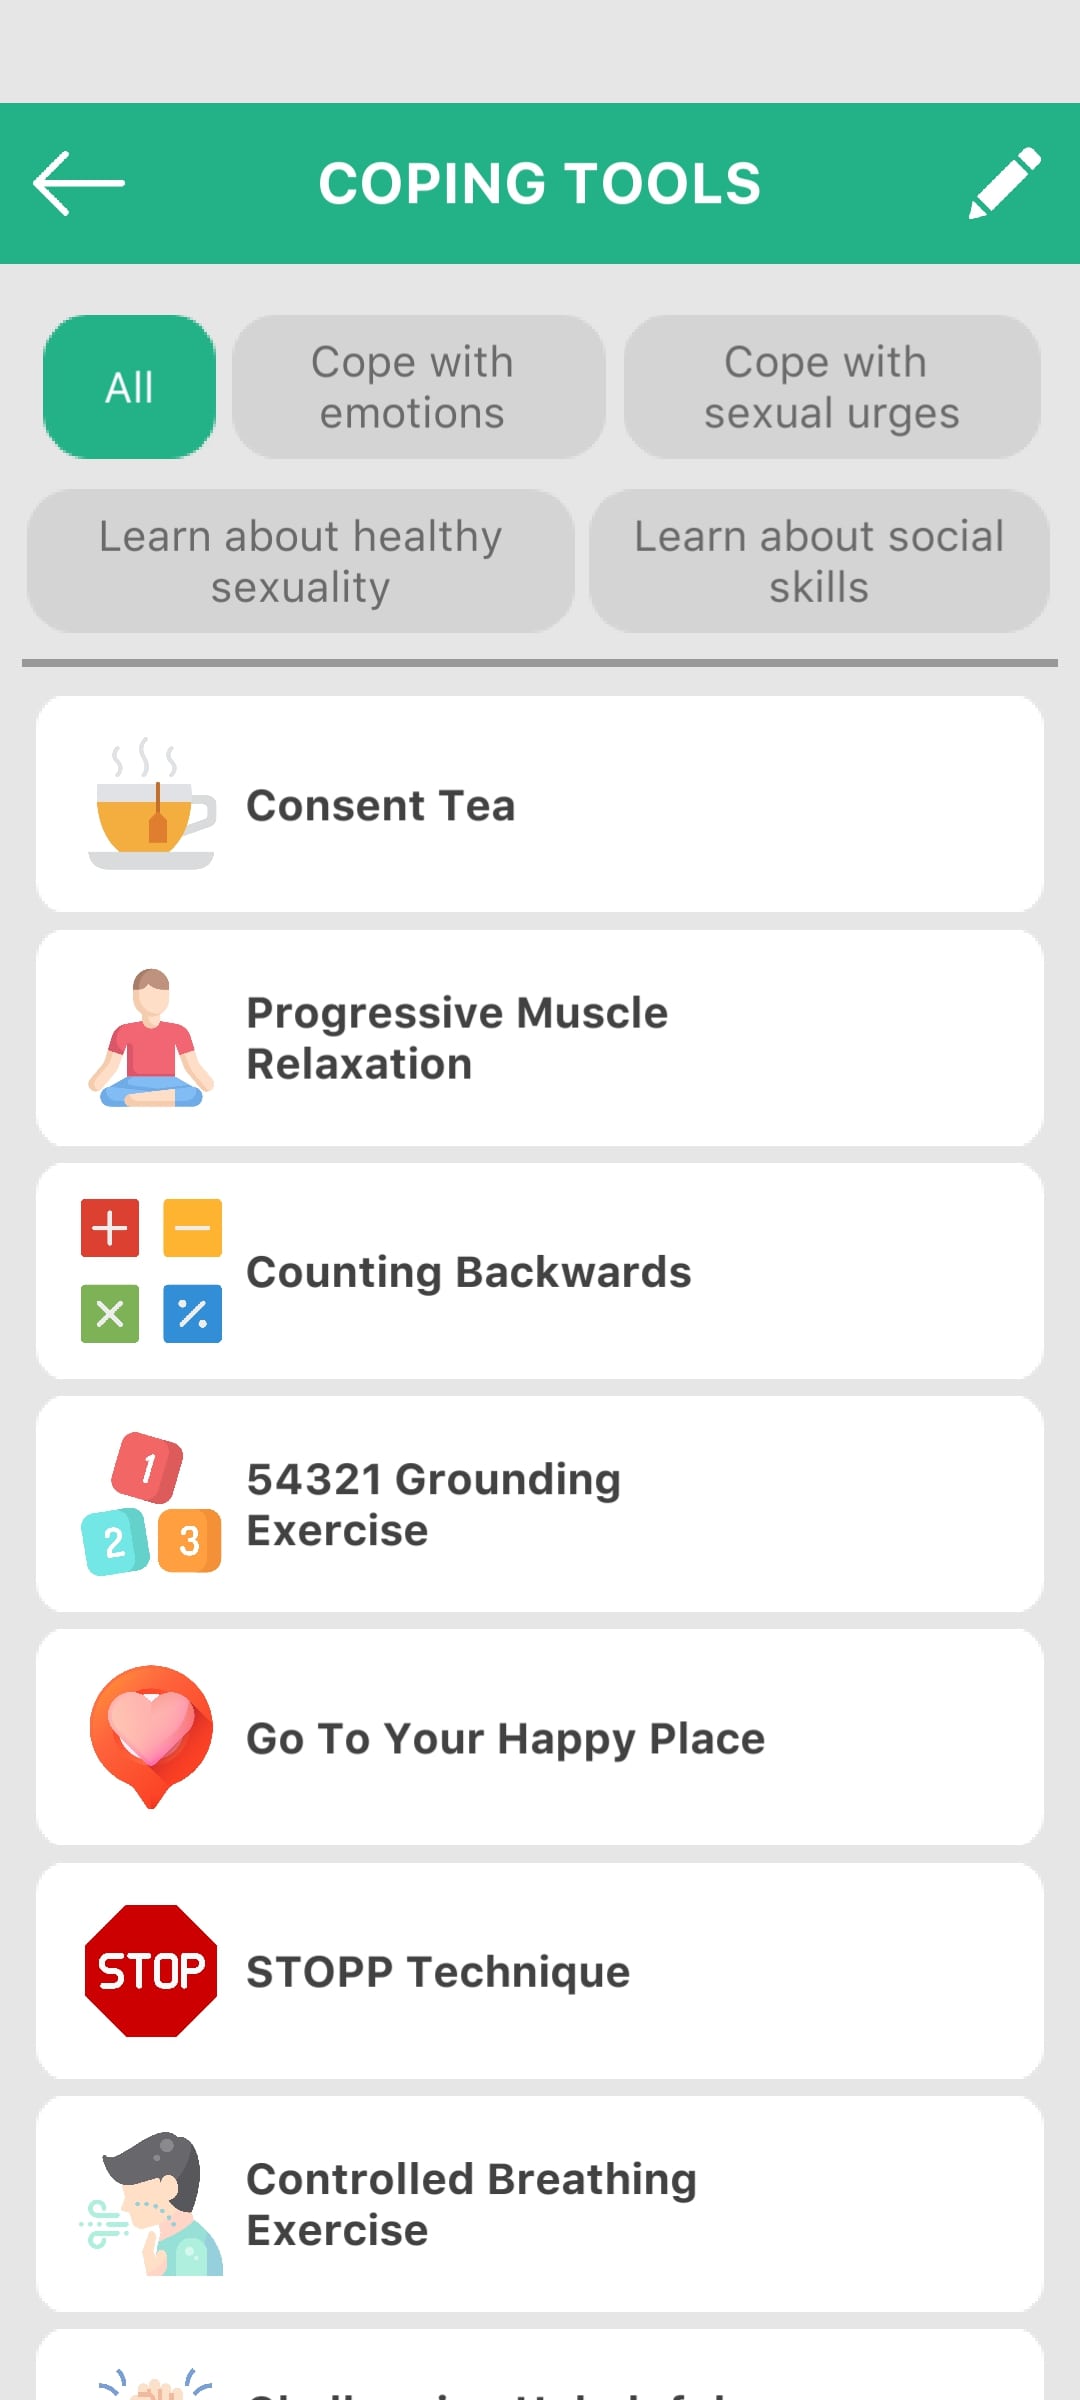 COPING TOOLS
All
Cope with
emotions
Cope with
sexual urges
Learn about healthy
sexuality
Learn about social
skills
Consent Tea
Progressive Muscle
Relaxation
Counting Backwards
1
2 3
54321 Grounding
Exercise
Go To Your Happy Place
STOP
STOPP Technique
Controlled Breathing
Exercise